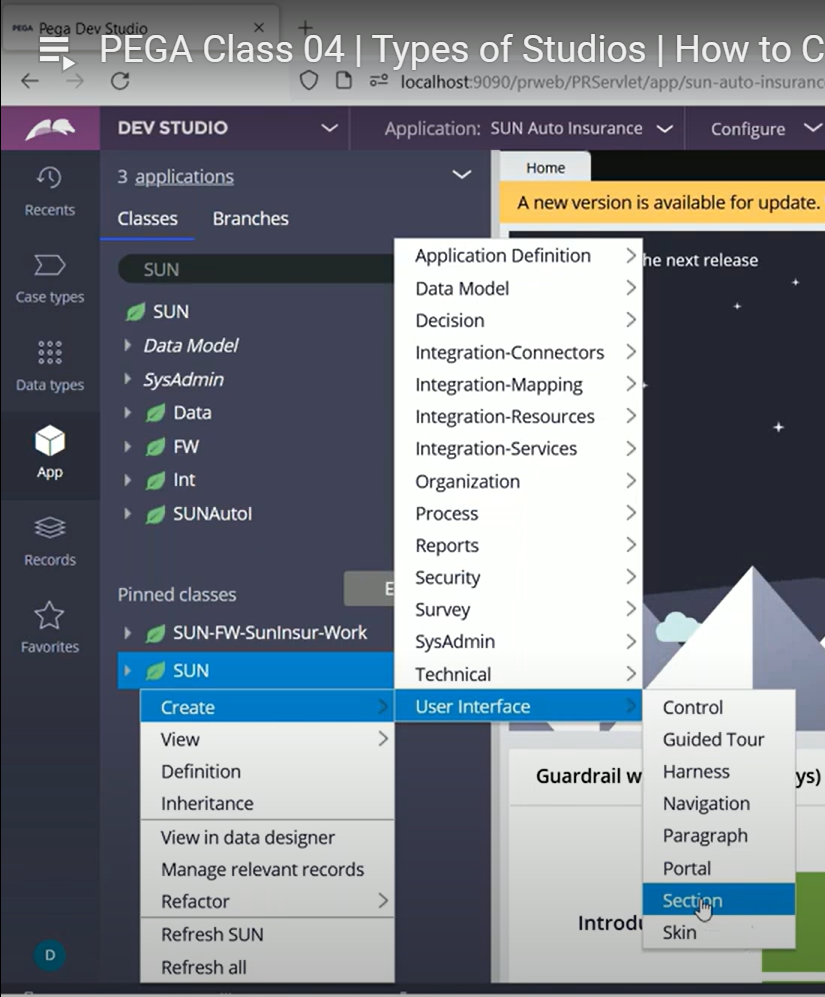 PEGA Pega Dev Studio
PEGA Class 04 | Types of Studios | How to C
localhost:9090/prweb/PRServlet/app/sun-auto-insuranc
DEV STUDIO
Application: SUN Auto Insurance
Configure
Recents
Case types
Data types
App
Records
Favorites
D
3 applications
Classes
Branches
SUN
SUN
Data Model
SysAdmin
Data
FW
Int
SUNAutoI
Pinned classes
E
SUN-FW-SunInsur-Work
SUN
Create
View
Definition
Inheritance
View in data designer
Manage relevant records
Refactor
Refresh SUN
Refresh all
Application Definition
Data Model
Decision
Integration-Connectors
Integration-Mapping
Integration-Resources
Integration-Services
Organization
Process
Reports
Security
Survey
SysAdmin
Technical
User Interface
Control
Guided Tour
Harness
Navigation
Paragraph
Portal
Section
Skin
Home
A new version is available for update.
he next release
Guardrail w
ys)
Introdu